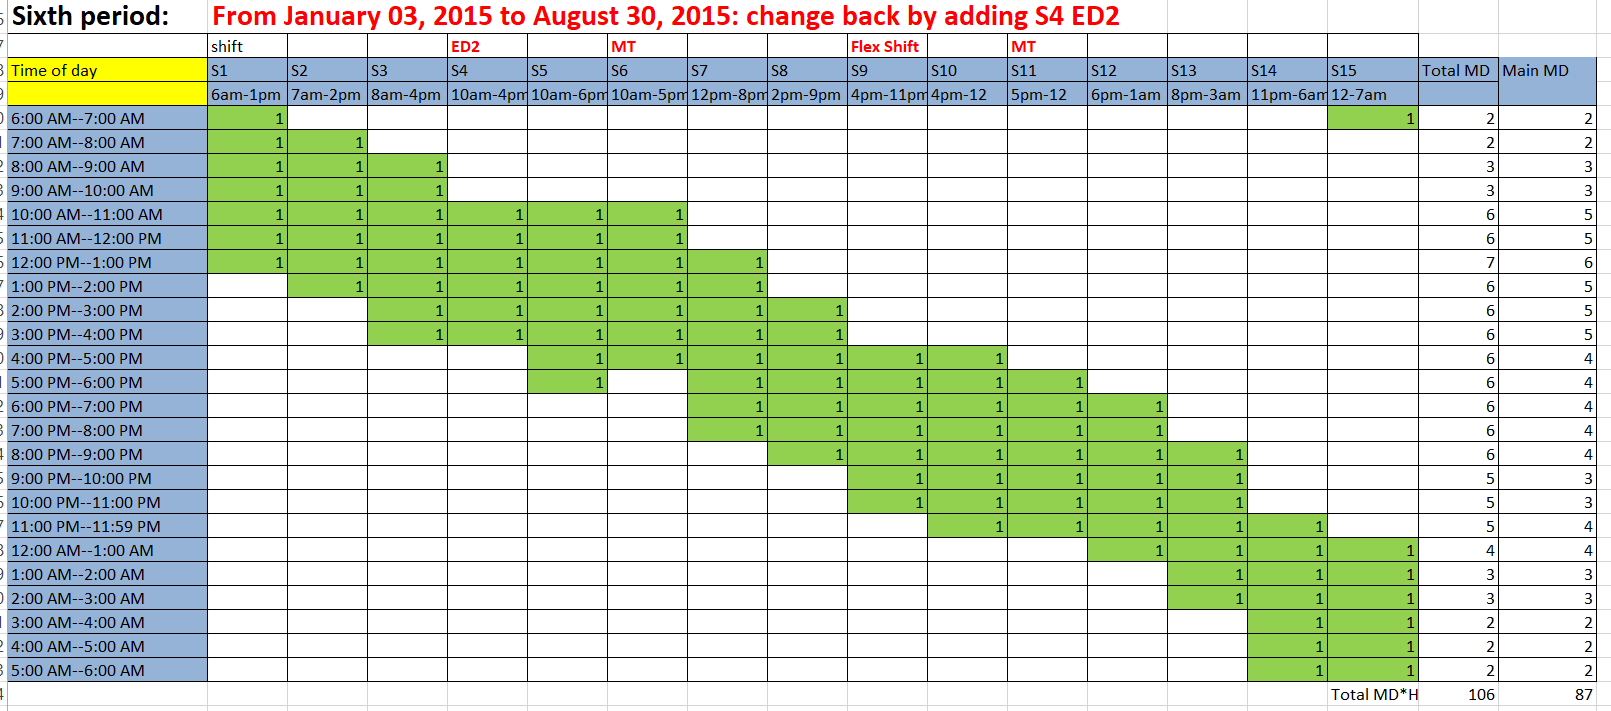 Sixth period: From January 03, 2015 to August 30, 2015: change back by adding S4 ED2
shift ED2 MT Flex Shift MT
Time of day S1 S2 S3 S4 S5 S6 S7 S8 S9 S10 S11 S12 S13 S14 S15 Total MD Main MD
6am-1pm 7am-2pm 8am-4pm 10am-4pm 10am-6pm 10am-5pm 12pm-8pm 2pm-9pm 4pm-11pm 4pm-12 5pm-12 6pm-1am 8pm-3am 11pm-6am 12-7am
6:00 AM--7:00 AM 1 1 2 2
7:00 AM--8:00 AM 1 1 2 2
8:00 AM--9:00 AM 1 1 1 3 3
9:00 AM--10:00 AM 1 1 1 3 3
10:00 AM--11:00 AM 1 1 1 1 1 1 6 5
11:00 AM--12:00 PM 1 1 1 1 1 1 6 5
12:00 PM--1:00 PM 1 1 1 1 1 1 1 7 6
1:00 PM--2:00 PM 1 1 1 1 1 1 6 5
2:00 PM--3:00 PM 1 1 1 1 1 1 6 5
3:00 PM--4:00 PM 1 1 1 1 1 1 6 5
4:00 PM--5:00 PM 1 1 1 1 1 1 6 4
5:00 PM--6:00 PM 1 1 1 1 1 1 6 4
6:00 PM--7:00 PM 1 1 1 1 1 1 6 4
7:00 PM--8:00 PM 1 1 1 1 1 1 6 4
8:00 PM--9:00 PM 1 1 1 1 1 1 6 4
9:00 PM--10:00 PM 1 1 1 1 1 5 3
10:00 PM--11:00 PM 1 1 1 1 1 5 3
11:00 PM--11:59 PM 1 1 1 1 1 5 4
12:00 AM--1:00 AM 1 1 1 1 4 4
1:00 AM--2:00 AM 1 1 1 3 3
2:00 AM--3:00 AM 1 1 1 3 3
3:00 AM--4:00 AM 1 1 2 2
4:00 AM--5:00 AM 1 1 2 2
5:00 AM--6:00 AM 1 1 2 2
Total MD*H 106 87